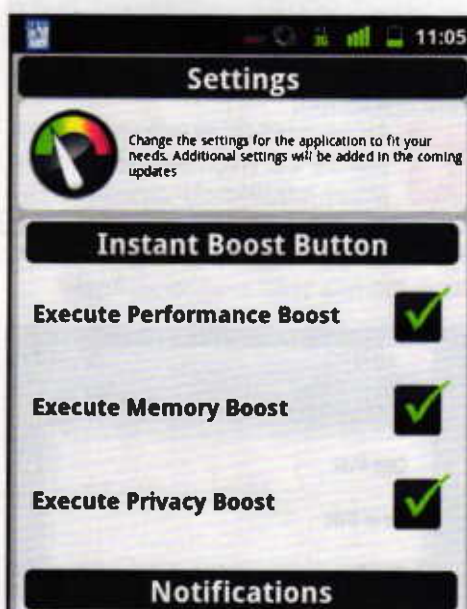 11:05
Settings
Change the settings for the application to fit your
needs. Additional settings will be added in the coming
updates
Instant Boost Button
Execute Performance Boost
Execute Memory Boost
Execute Privacy Boost
Notifications